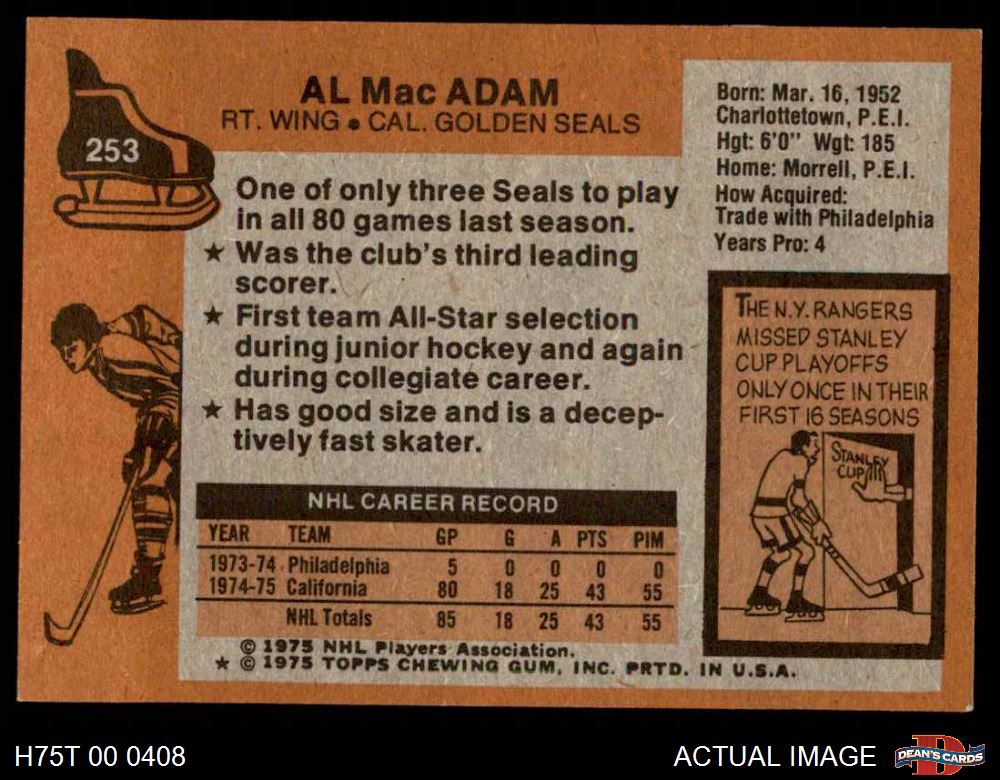 253
AL Mac ADAM
RT. WING • CAL. GOLDEN SEALS
One of only three Seals to play
in all 80 games last season.
★ Was the club's third leading
scorer.
★ First team All-Star selection
during junior hockey and again
during collegiate career.
★ Has good size and is a decep-
tively fast skater.
Born: Mar. 16, 1952
Charlottetown, P.E.I.
Hgt: 6'0" Wgt: 185
Home: Morrell, P.E.I.
How Acquired:
Trade with Philadelphia
Years Pro: 4
THE N.Y. RANGERS
MISSED STANLEY
CUP PLAYOFFS
ONLY ONCE IN THEIR
FIRST 16 SEASONS
STANLEY
CUP
NHL CAREER RECORD
YEAR TEAM GP G A PTS PIM
1973-74 Philadelphia 5 0 0 0 0
1974-75 California 80 18 25 43 55
NHL Totals 85 18 25 43 55
© 1975 NHL Players Association.
★ © 1975 TOPPS CHEWING GUM, INC. PRTD. IN U.S.A.
H75T 00 0408
ACTUAL IMAGE
D
DEAN'S CARDS